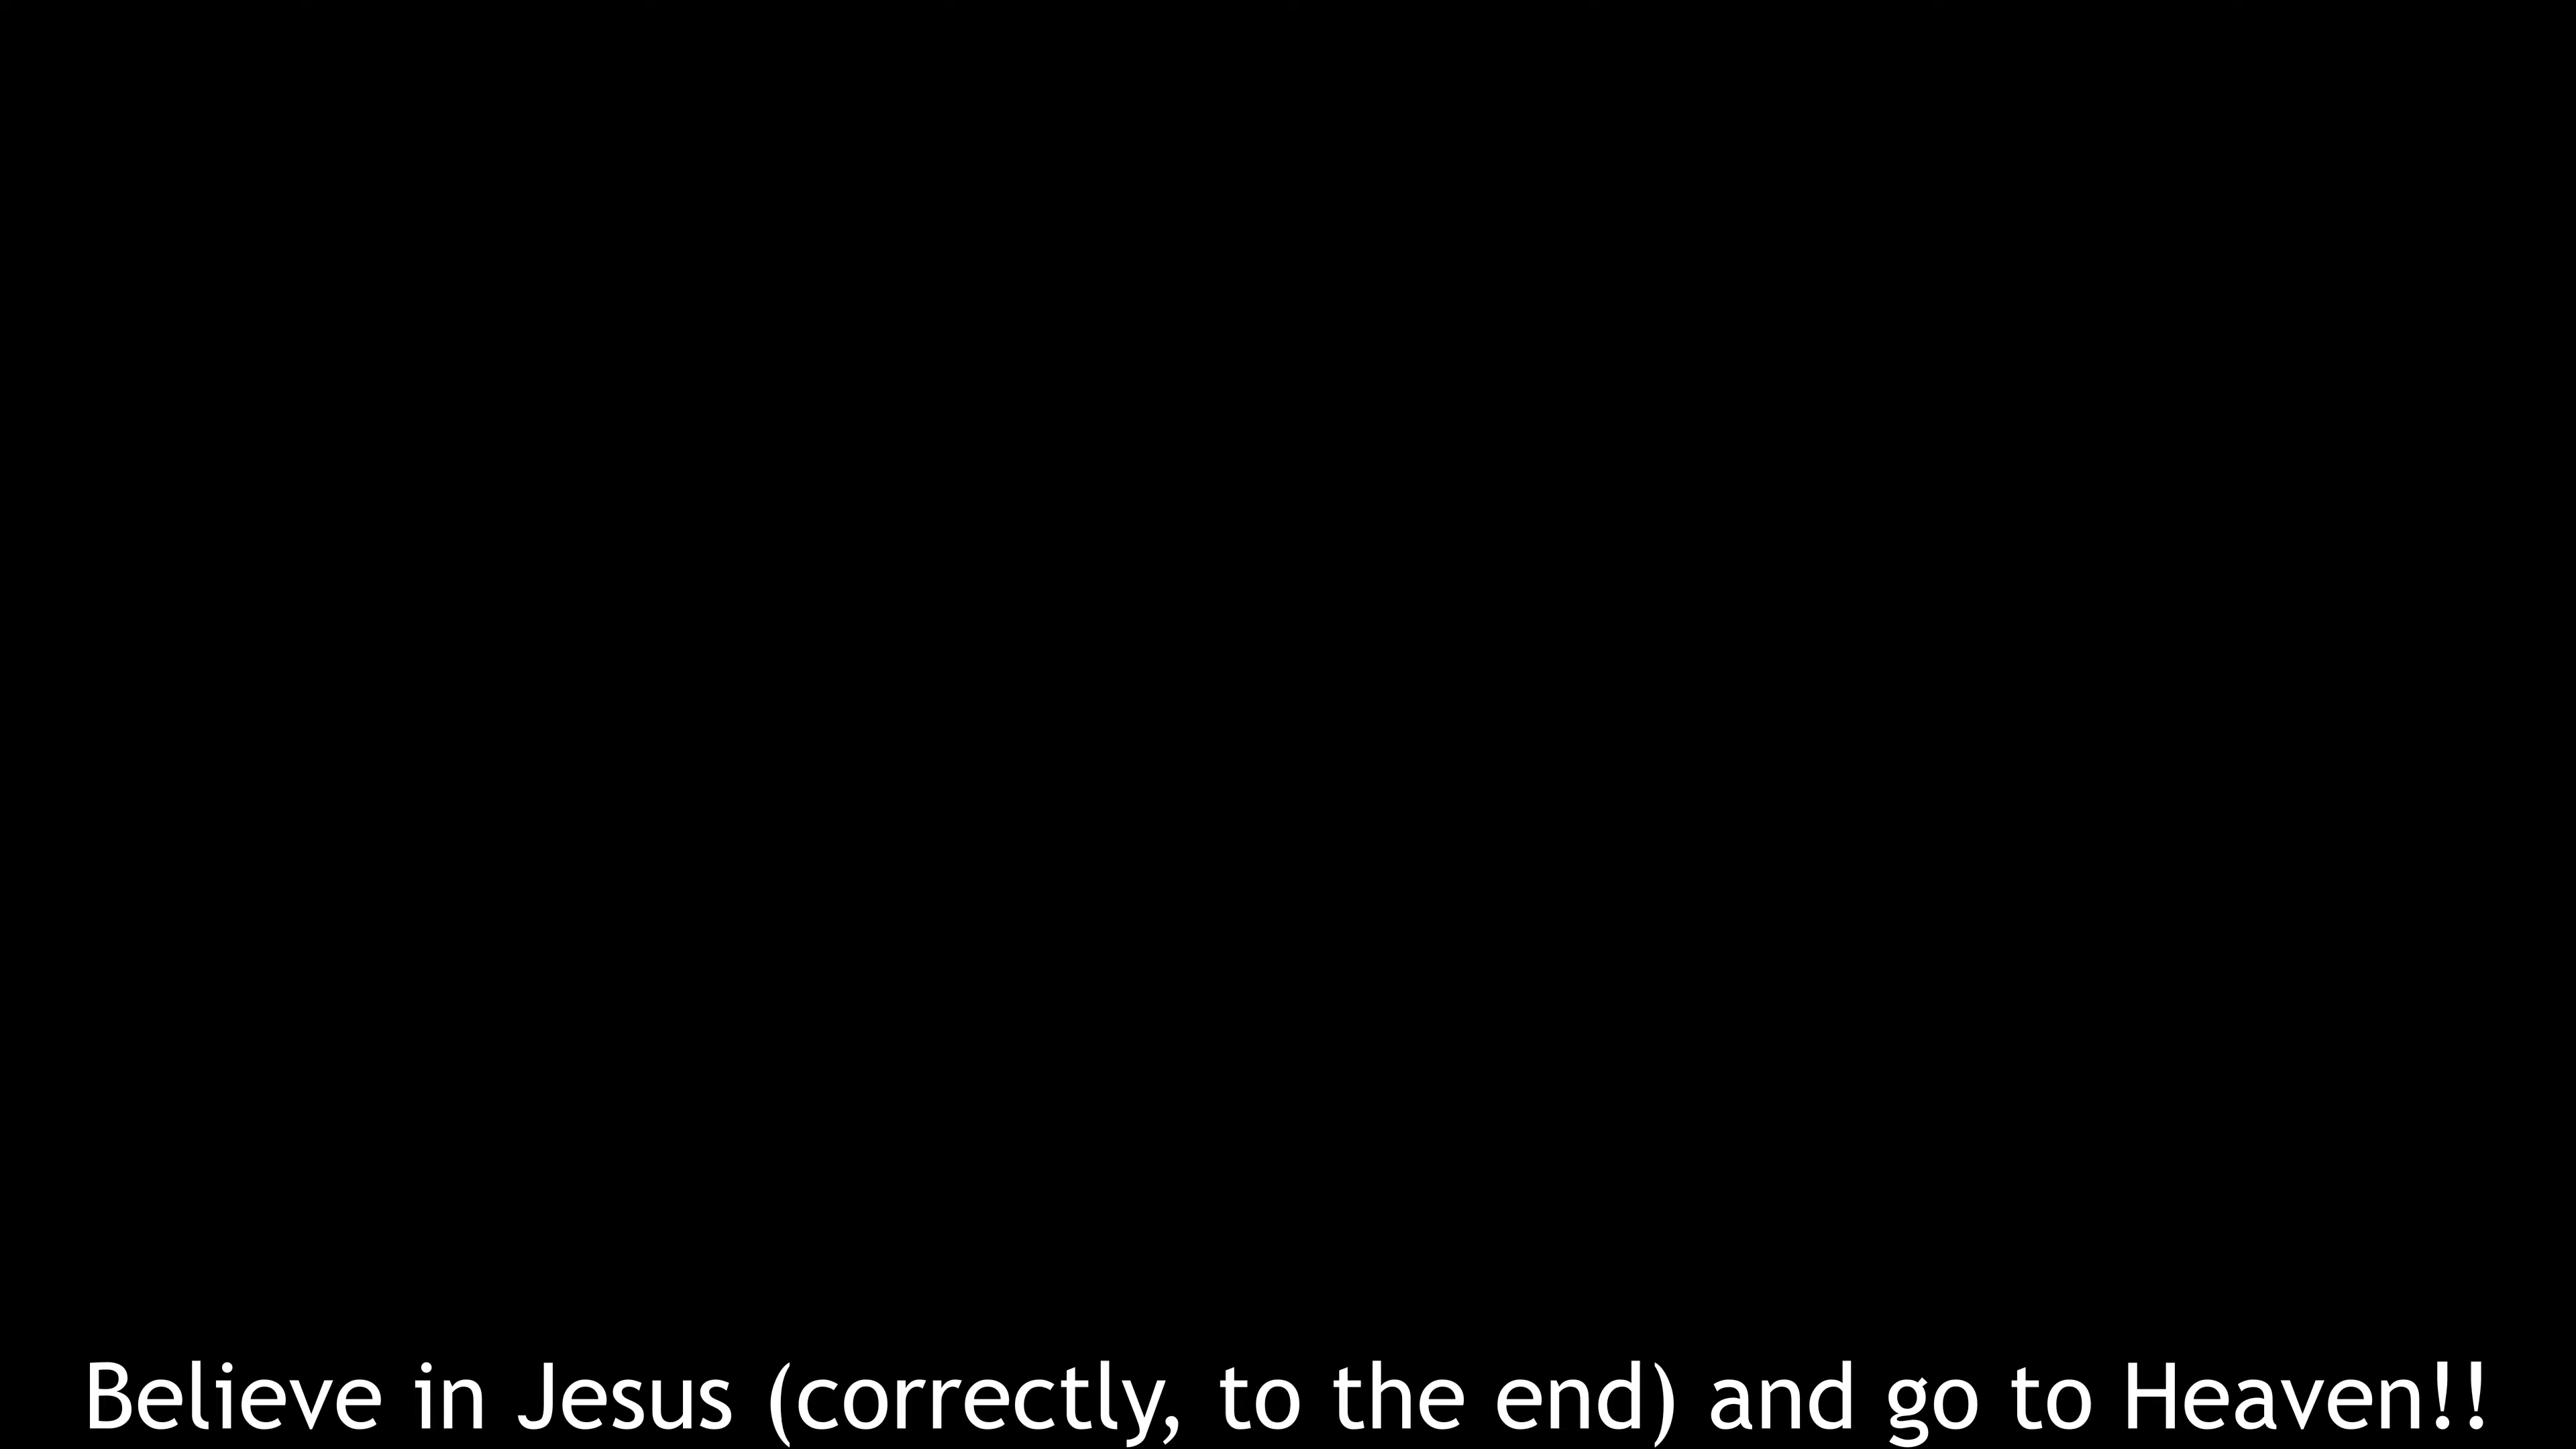 Believe in Jesus (correctly, to the end) and go to Heaven!!